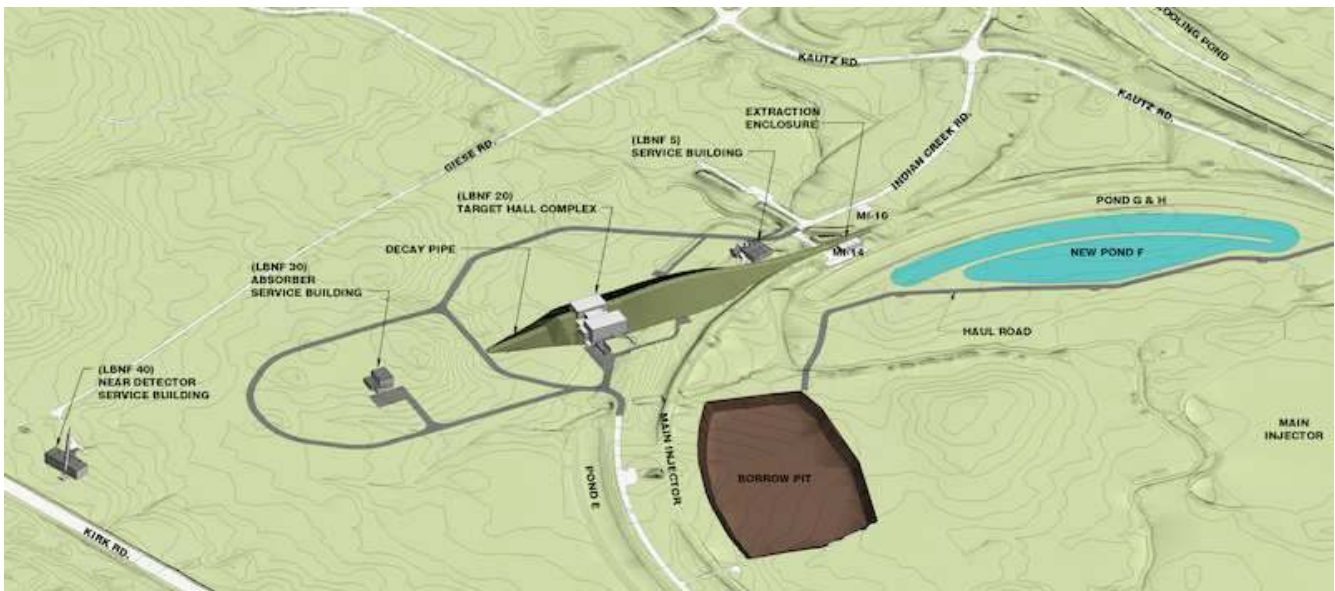 COOLING POND
KAUTZ RD.
KAUTZ RD.
EXTRACTION
ENCLOSURE
(LBNF 5)
SERVICE BUILDING
INDIAN CREEK RD.
GIESE RD.
(LBNF 20)
TARGET HALL COMPLEX
POND G & H
MI-10
DECAY PIPE
MI-14
NEW POND F
(LBNF 30)
ABSORBER
SERVICE BUILDING
HAUL ROAD
(LBNF 40)
NEAR DETECTOR
SERVICE BUILDING
MAIN
INJECTOR
MAIN INJECTOR
POND E
BORROW PIT
KIRK RD.